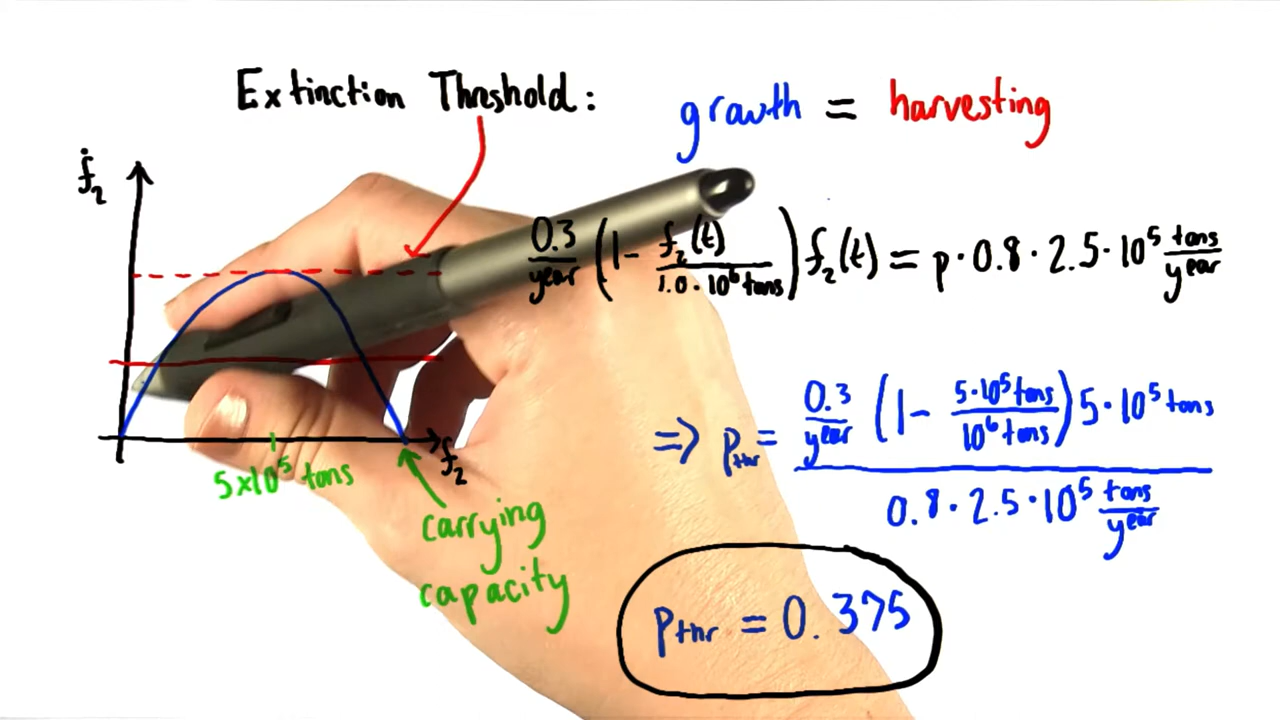 Extinction Threshold:
growth = harvesting
ḟ₂
0.3/year (1 - f₂(t)/1.0·10⁶ tons) f₂(t) = p·0.8·2.5·10⁵ tons/year
f₂
5x10⁵ tons
carrying
capacity
=> p_thr = 0.3/year (1 - 5·10⁵ tons/10⁶ tons) 5·10⁵ tons
0.8·2.5·10⁵ tons/year
p_thr = 0.375